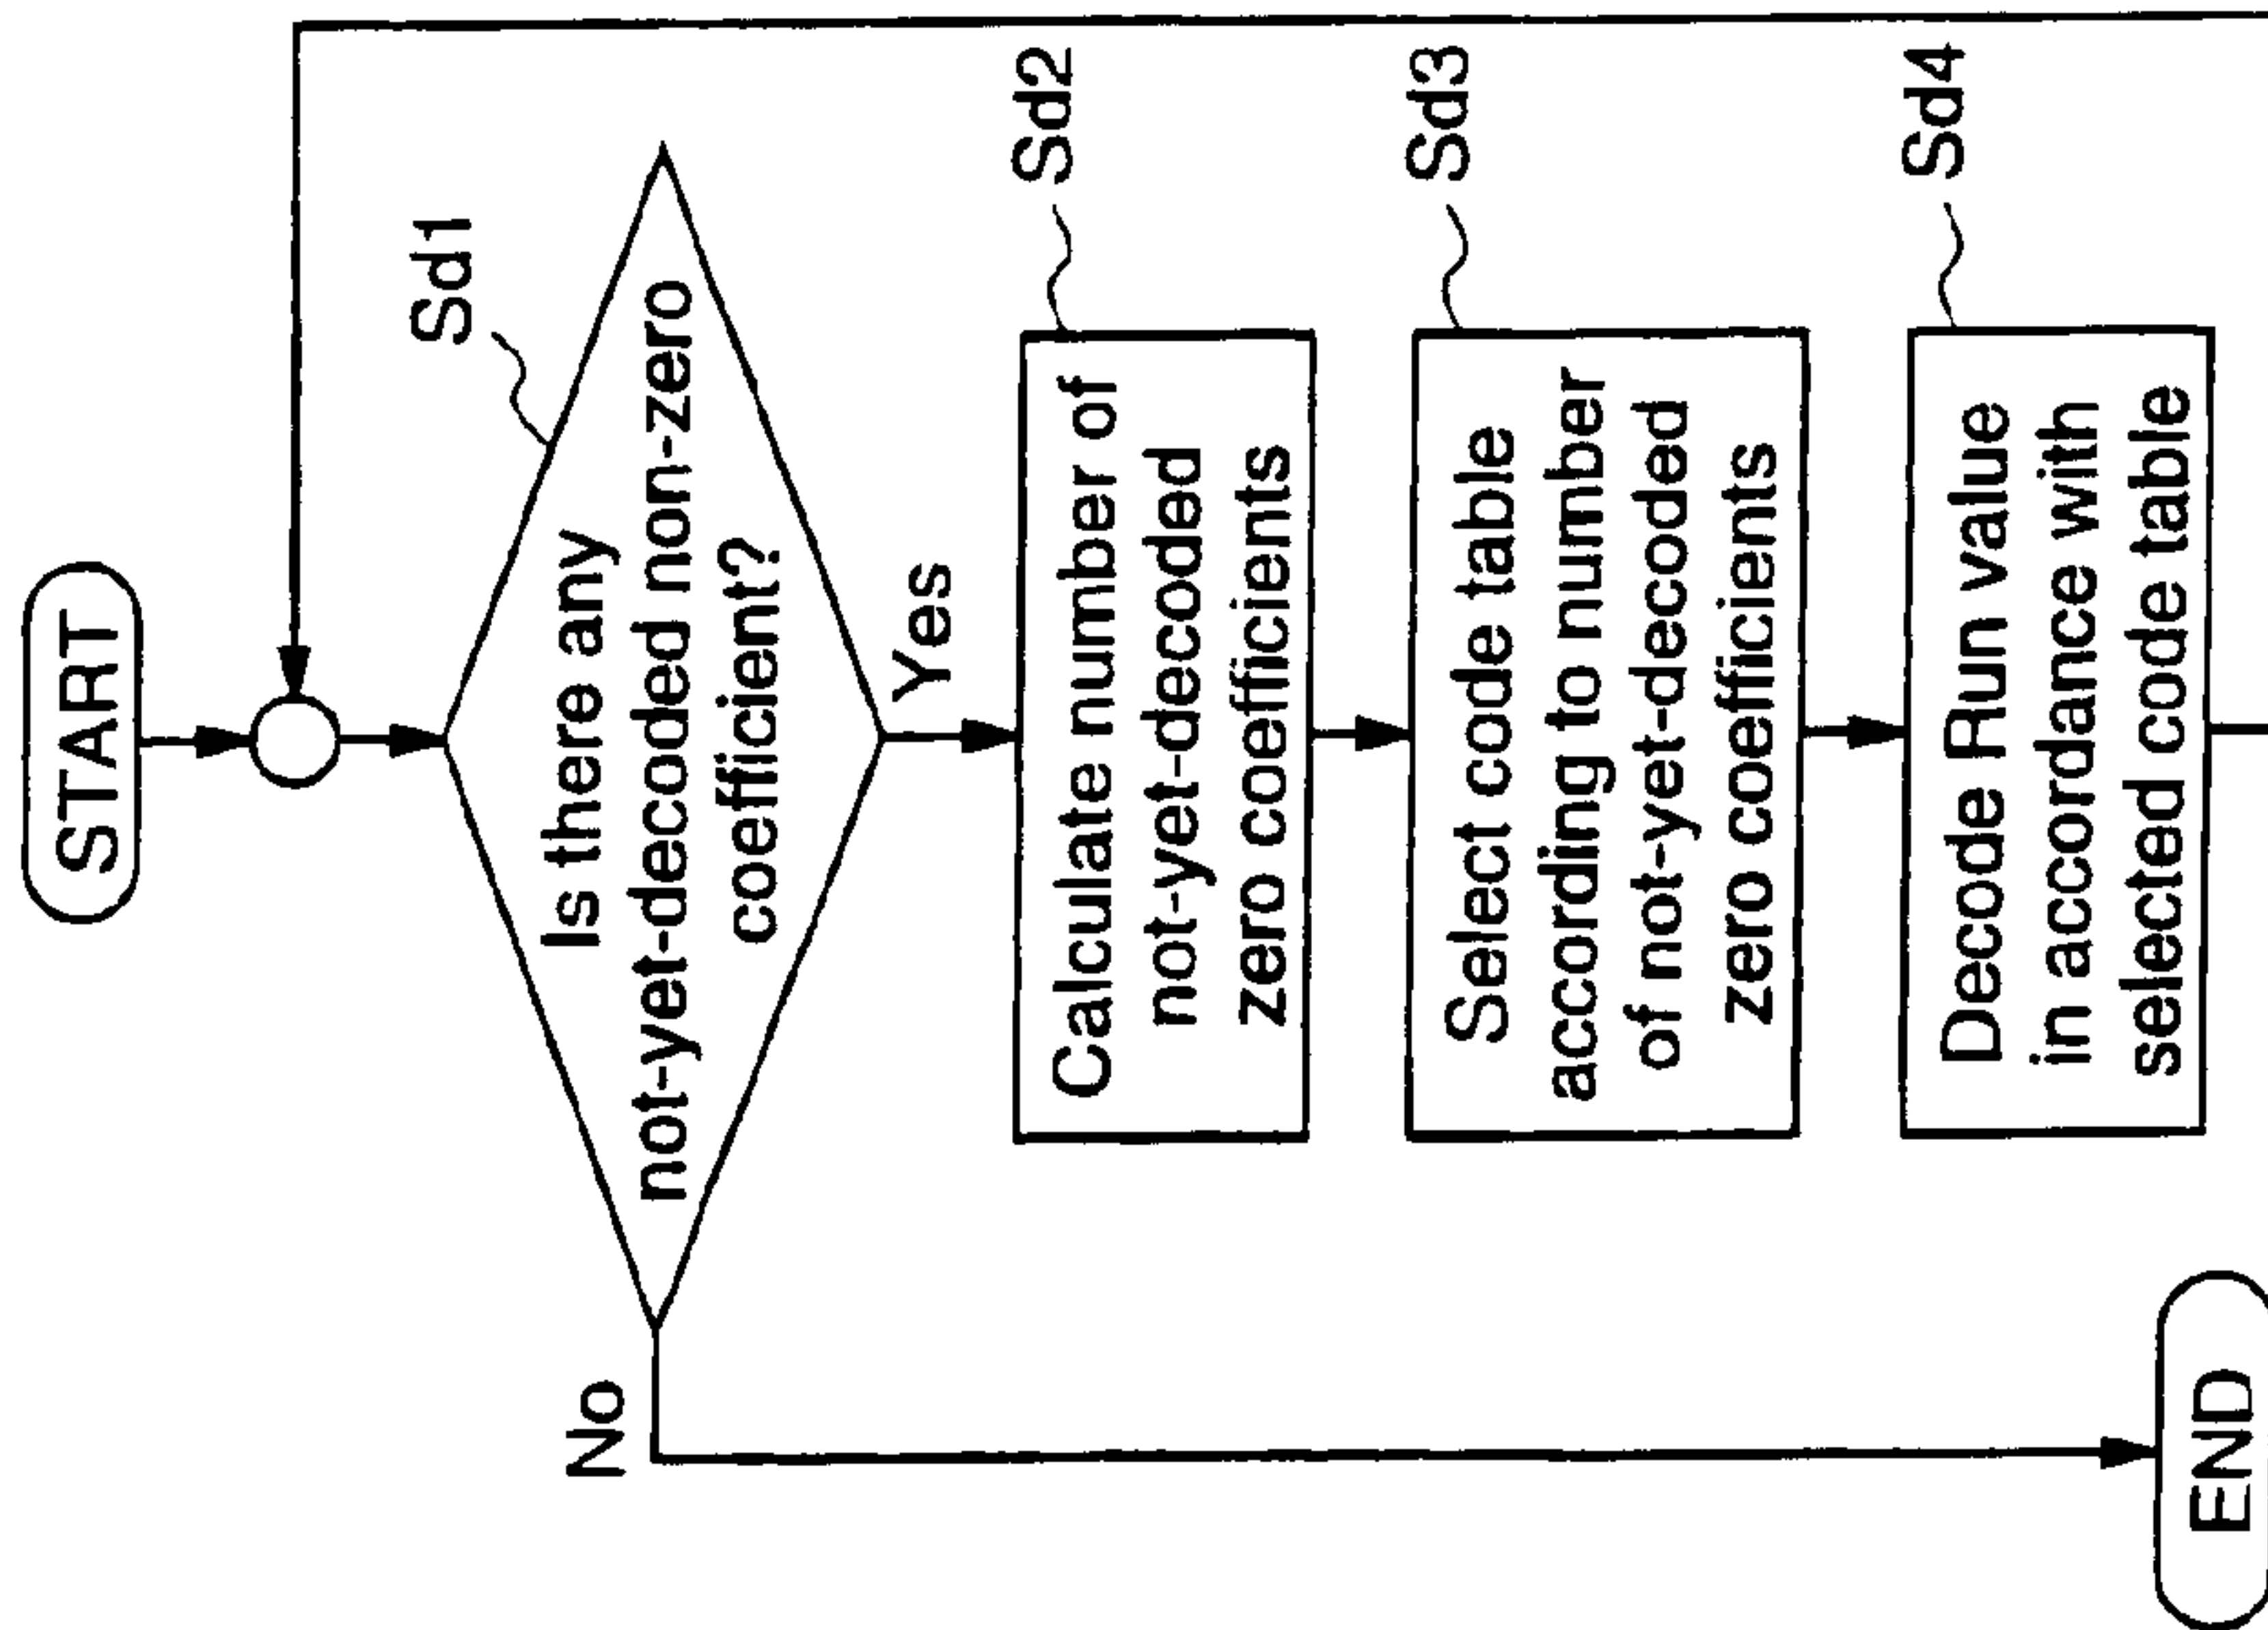 START
Sd1
Is there any
not-yet-decoded non-zero
coefficient?
No
Yes
Sd2
Calculate number of
not-yet-decoded
zero coefficients
Sd3
Select code table
according to number
of not-yet-decoded
zero coefficients
Sd4
Decode Run value
in accordance with
selected code table
END